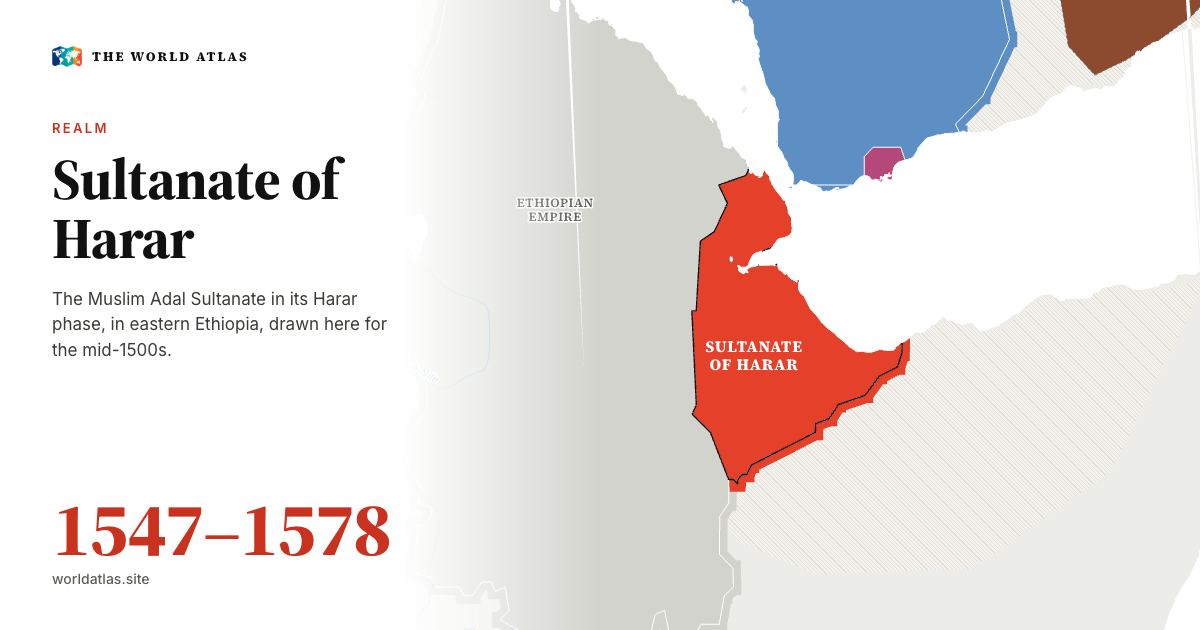 THE WORLD ATLAS
REALM
Sultanate of
Harar
The Muslim Adal Sultanate in its Harar
phase, in eastern Ethiopia, drawn here for
the mid-1500s.
1547–1578
worldatlas.site
ETHIOPIAN
EMPIRE
SULTANATE
OF HARAR